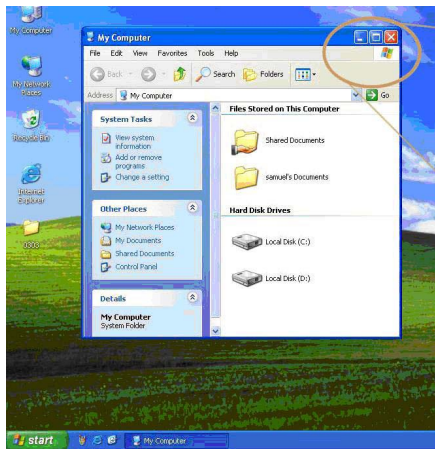 My Computer
My Network
Places
Recycle Bin
Internet
Explorer
0303
My Computer
File Edit View Favorites Tools Help
Back Search Folders
Address My Computer Go
System Tasks
View system
information
Add or remove
programs
Change a setting
Other Places
My Network Places
My Documents
Shared Documents
Control Panel
Details
My Computer
System Folder
Files Stored on This Computer
Shared Documents
samuel's Documents
Hard Disk Drives
Local Disk (C:)
Local Disk (D:)
start
My Computer